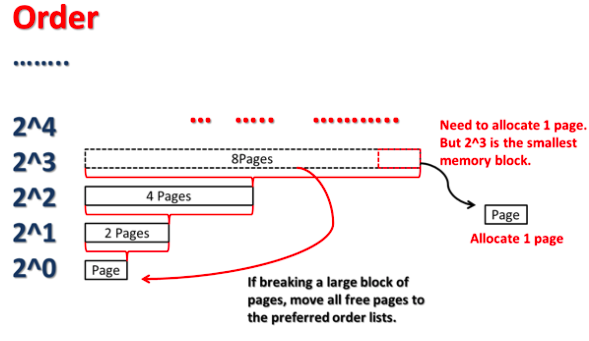 Order
........
2^4
... ..... ...........
Need to allocate 1 page.
But 2^3 is the smallest
memory block.
2^3
8Pages
2^2
4 Pages
Page
Allocate 1 page
2^1
2 Pages
2^0
Page
If breaking a large block of
pages, move all free pages to
the preferred order lists.